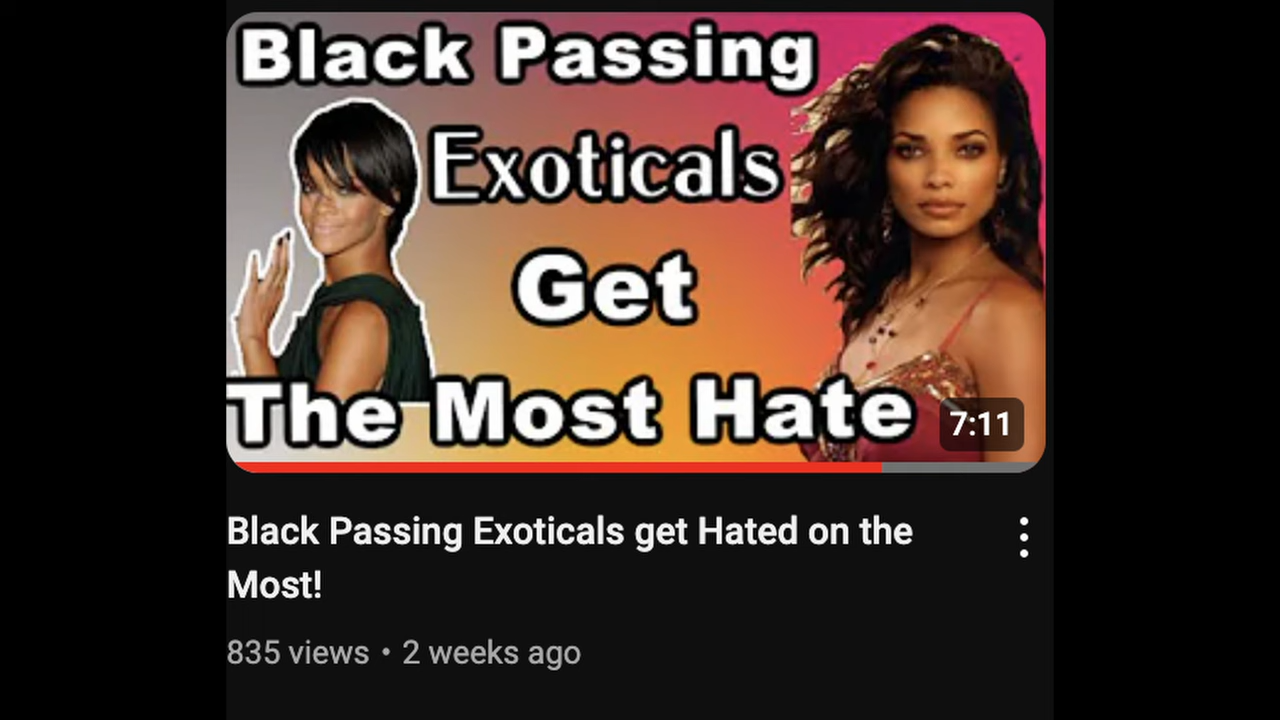 Black Passing
Exoticals
Get
The Most Hate
7:11
Black Passing Exoticals get Hated on the
Most!
835 views • 2 weeks ago